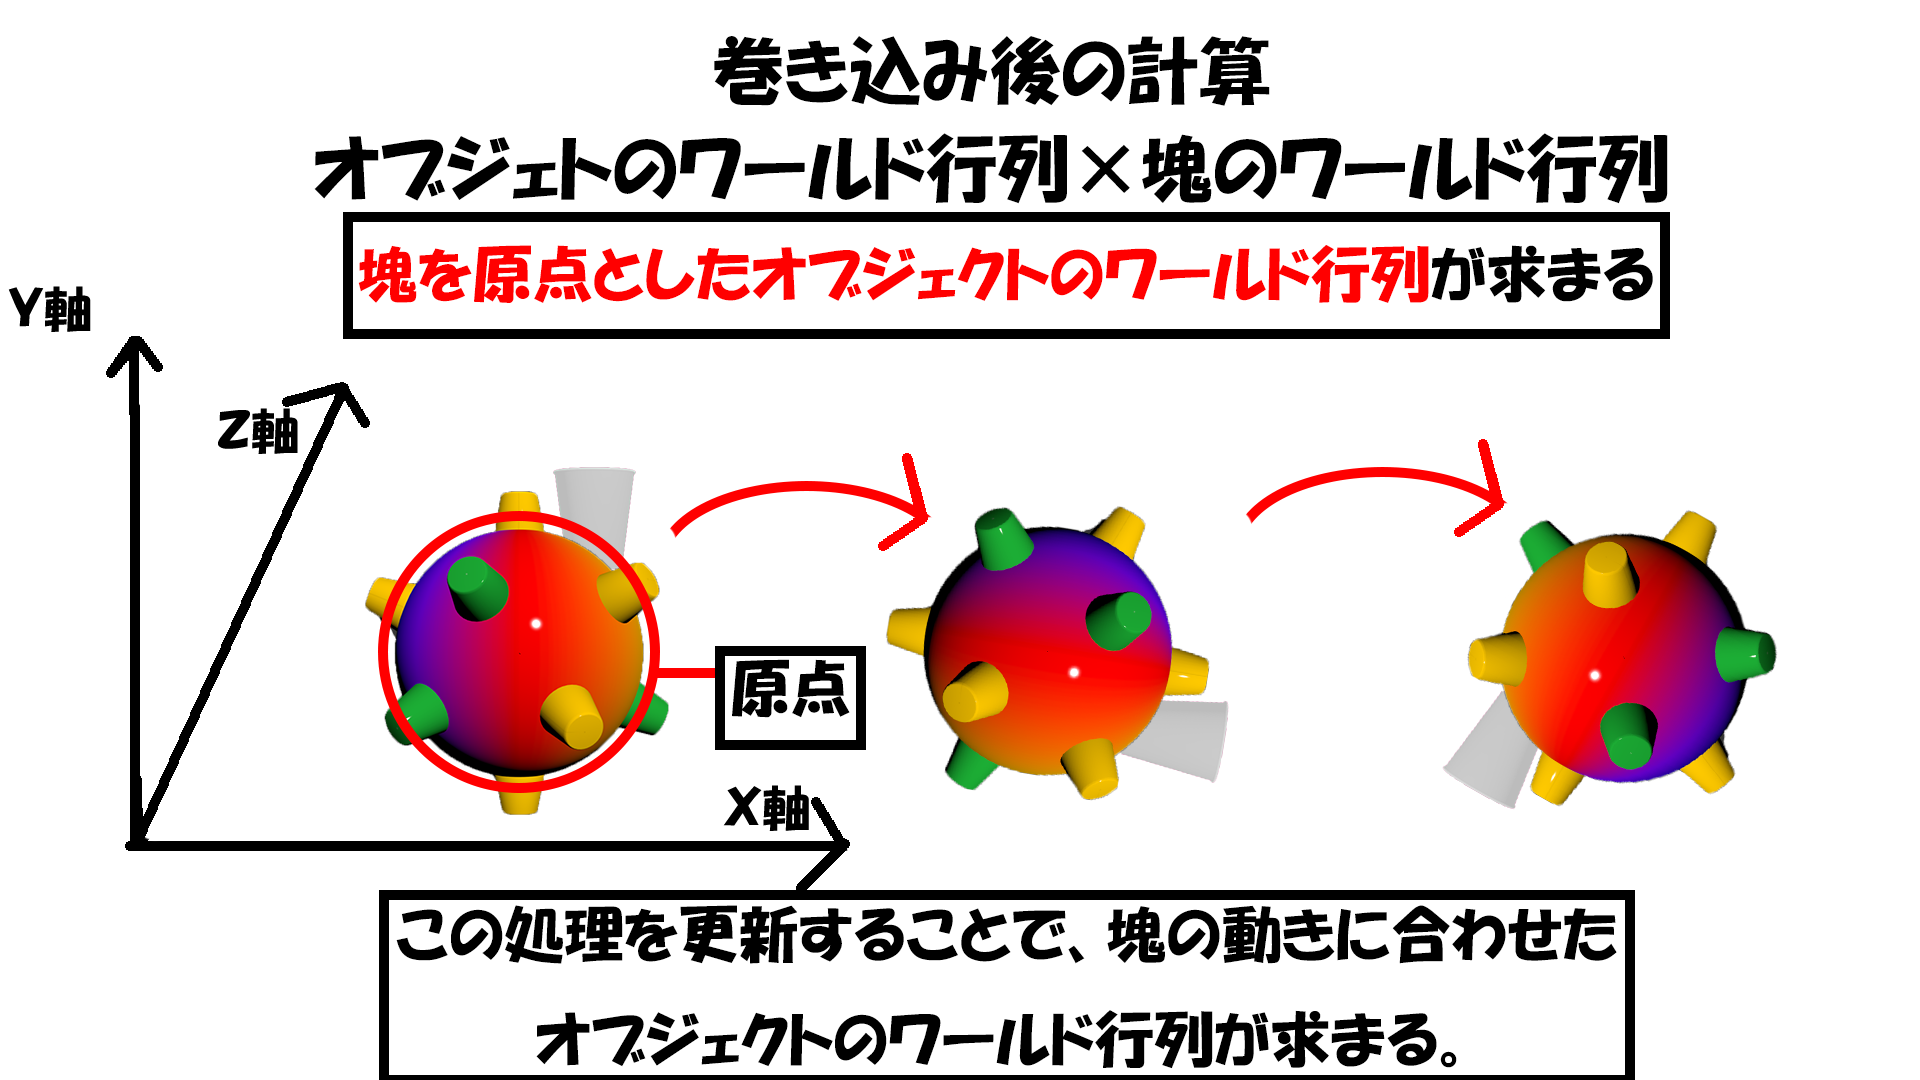 巻き込み後の計算
オブジェトのワールド行列×塊のワールド行列
塊を原点としたオブジェクトのワールド行列が求まる
Y軸
Z軸
原点
X軸
この処理を更新することで、塊の動きに合わせた
オブジェクトのワールド行列が求まる。